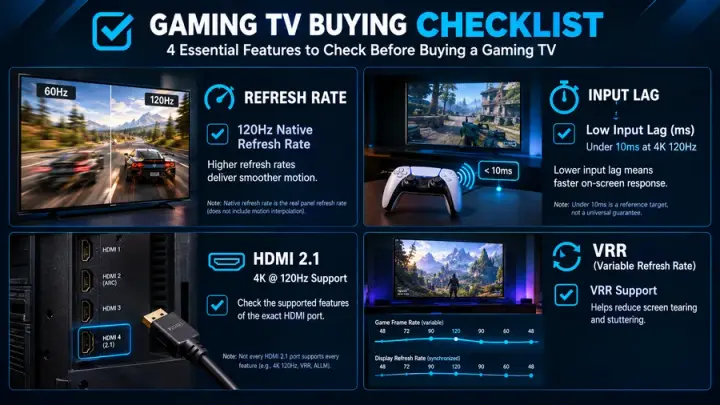 GAMING TV BUYING CHECKLIST
4 Essential Features to Check Before Buying a Gaming TV
60Hz
120Hz
REFRESH RATE
120Hz Native
Refresh Rate
Higher refresh rates
deliver smoother motion.
Note: Native refresh rate is the real panel refresh rate
(does not include motion interpolation).
< 10ms
INPUT LAG
Low Input Lag (ms)
Under 10ms at 4K 120Hz
Lower input lag means
faster on-screen response.
Note: Under 10ms is a reference target,
not a universal guarantee.
HDMI 1
HDMI 2
(ARC)
HDMI 3
HDMI 4
(2.1)
HDMI 2.1
4K @ 120Hz Support
Check the supported features
of the exact HDMI port.
Note: Not every HDMI 2.1 port supports every
feature (e.g., 4K 120Hz, VRR, ALLM).
VRR
(Variable Refresh Rate)
VRR Support
Helps reduce screen tearing
and stuttering.
Game Frame Rate (variable)
48 72 90 120 90 60 48
Display Refresh Rate (synchronized)
48 72 90 120 90 60 48